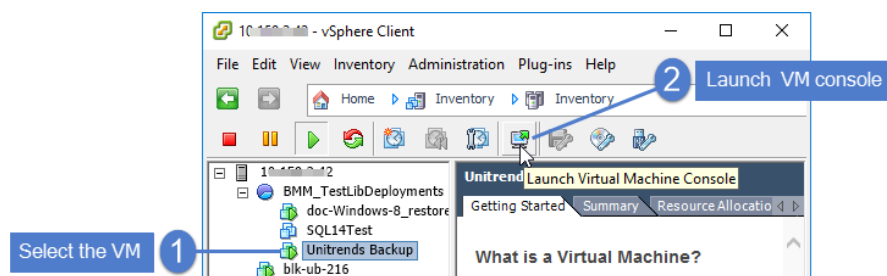 - vSphere Client
File Edit View Inventory Administration Plug-ins Help
2 Launch VM console
Home Inventory Inventory
Launch Virtual Machine Console
BMM_TestLibDeployments
Getting Started Summary Resource Allocatio
doc-Windows-8_restore
SQL14Test
Select the VM 1 Unitrends Backup
What is a Virtual Machine?
blk-ub-216